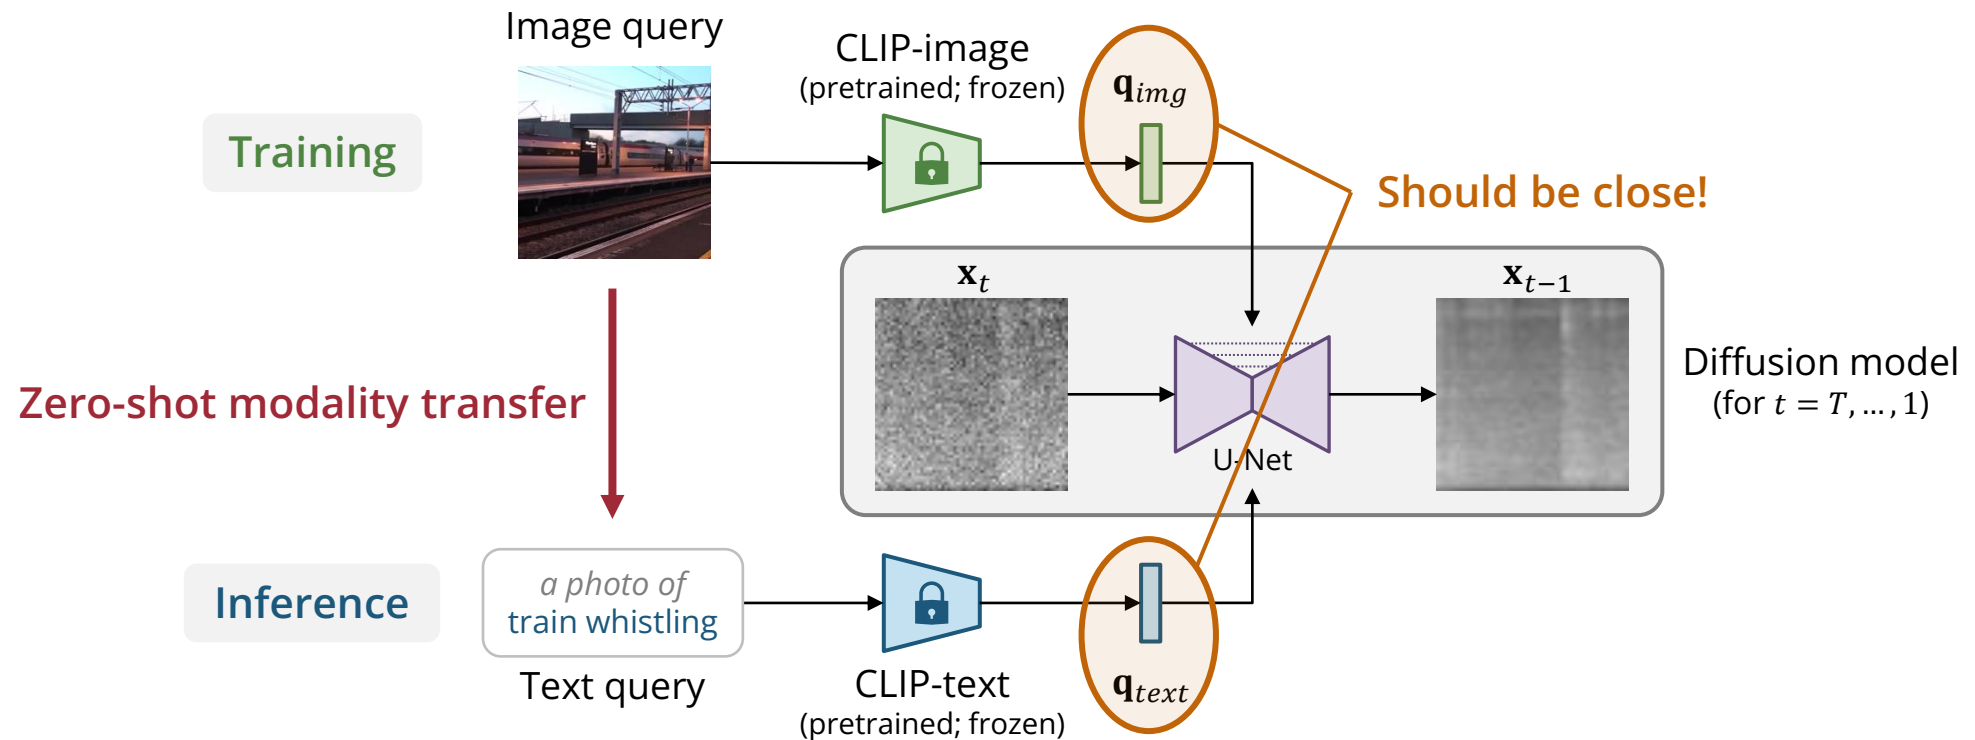 Image query
CLIP-image
(pretrained; frozen)
q_img
Training
Should be close!
x_t
x_{t−1}
Zero-shot modality transfer
U-Net
Diffusion model
(for t = T, … , 1)
Inference
a photo of
train whistling
Text query
CLIP-text
(pretrained; frozen)
q_text